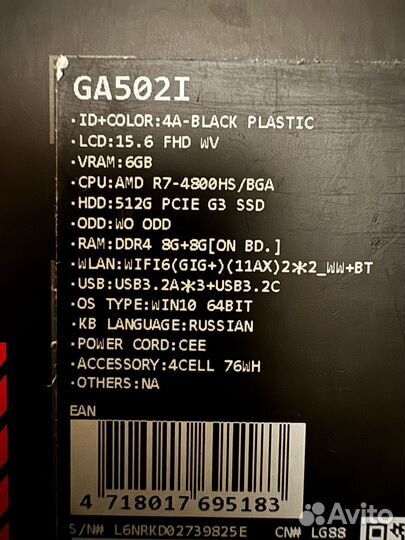 GA502I
·ID+COLOR:4A-BLACK PLASTIC
·LCD:15.6 FHD WV
·VRAM:6GB
·CPU:AMD R7-4800HS/BGA
·HDD:512G PCIE G3 SSD
·ODD:WO ODD
·RAM:DDR4 8G+8G[ON BD.]
·WLAN:WIFI6(GIG+)(11AX)2*2_WW+BT
·USB:USB3.2A*3+USB3.2C
·OS TYPE:WIN10 64BIT
·KB LANGUAGE:RUSSIAN
·POWER CORD:CEE
·ACCESSORY:4CELL 76WH
·OTHERS:NA
EAN
4 718017 695183
S/N# L6NRKD02739825E CN# LG88
Avito